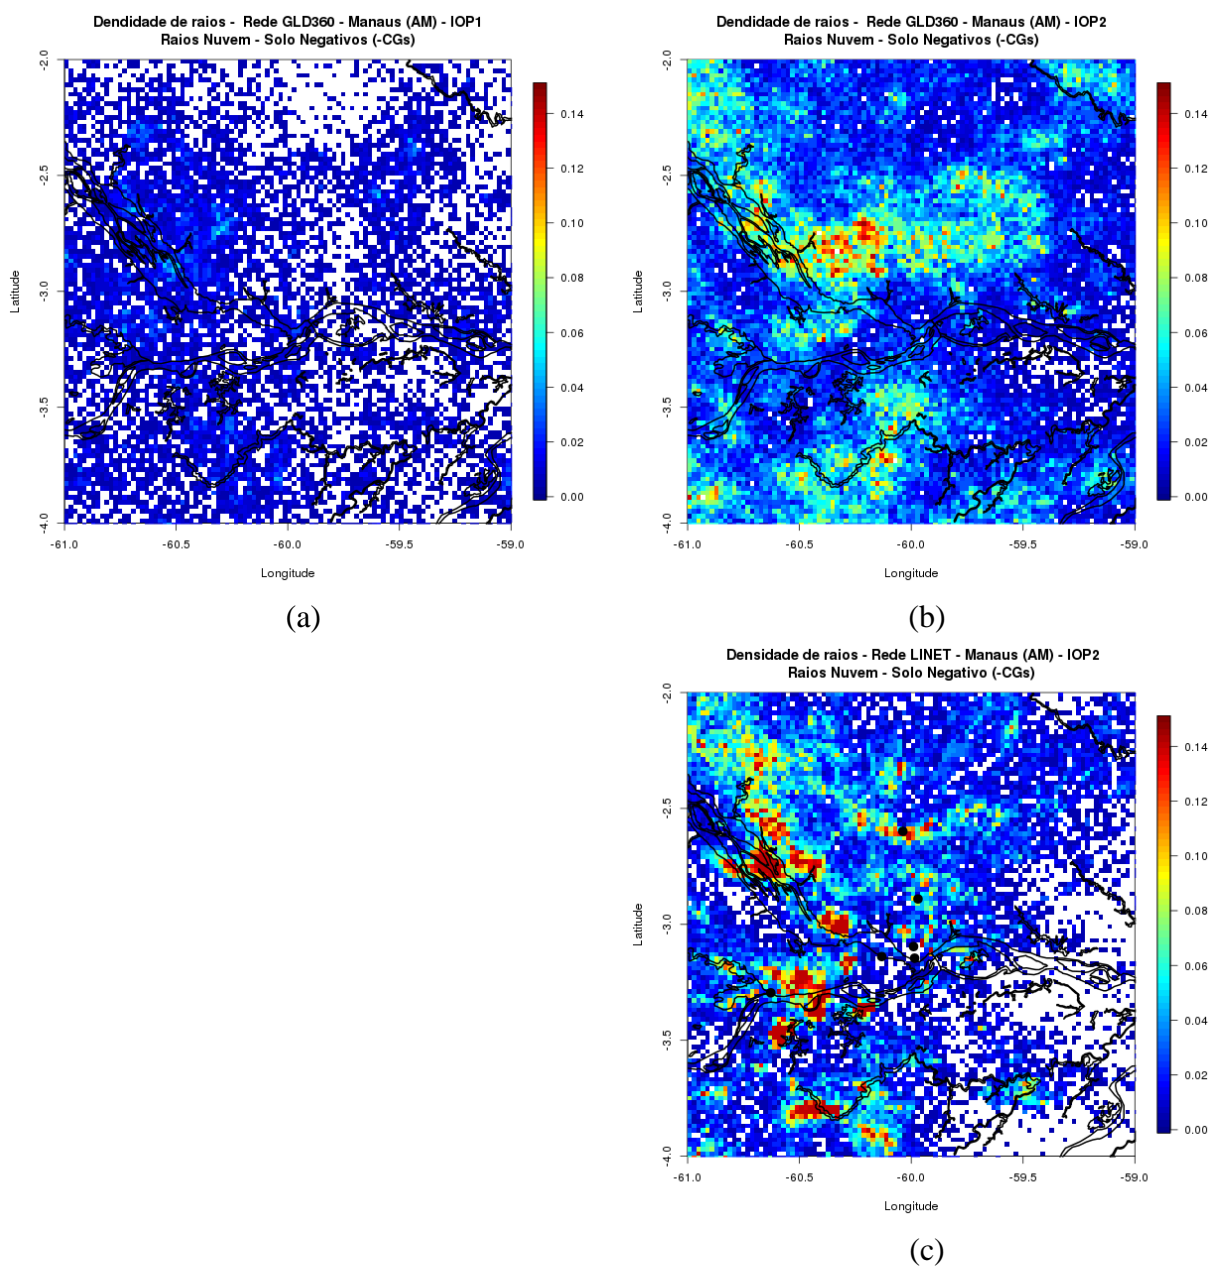 Dendidade de raios - Rede GLD360 - Manaus (AM) - IOP1
Raios Nuvem - Solo Negativos (-CGs)
-2.0
-2.5
-3.0
-3.5
-4.0
Latitude
-61.0 -60.5 -60.0 -59.5 -59.0
Longitude
0.14
0.12
0.10
0.08
0.06
0.04
0.02
0.00
(a)
Dendidade de raios - Rede GLD360 - Manaus (AM) - IOP2
Raios Nuvem - Solo Negativos (-CGs)
-2.0
-2.5
-3.0
-3.5
-4.0
Latitude
-61.0 -60.5 -60.0 -59.5 -59.0
Longitude
0.14
0.12
0.10
0.08
0.06
0.04
0.02
0.00
(b)
Densidade de raios - Rede LINET - Manaus (AM) - IOP2
Raios Nuvem - Solo Negativo (-CGs)
-2.0
-2.5
-3.0
-3.5
-4.0
Latitude
-61.0 -60.5 -60.0 -59.5 -59.0
Longitude
0.14
0.12
0.10
0.08
0.06
0.04
0.02
0.00
(c)